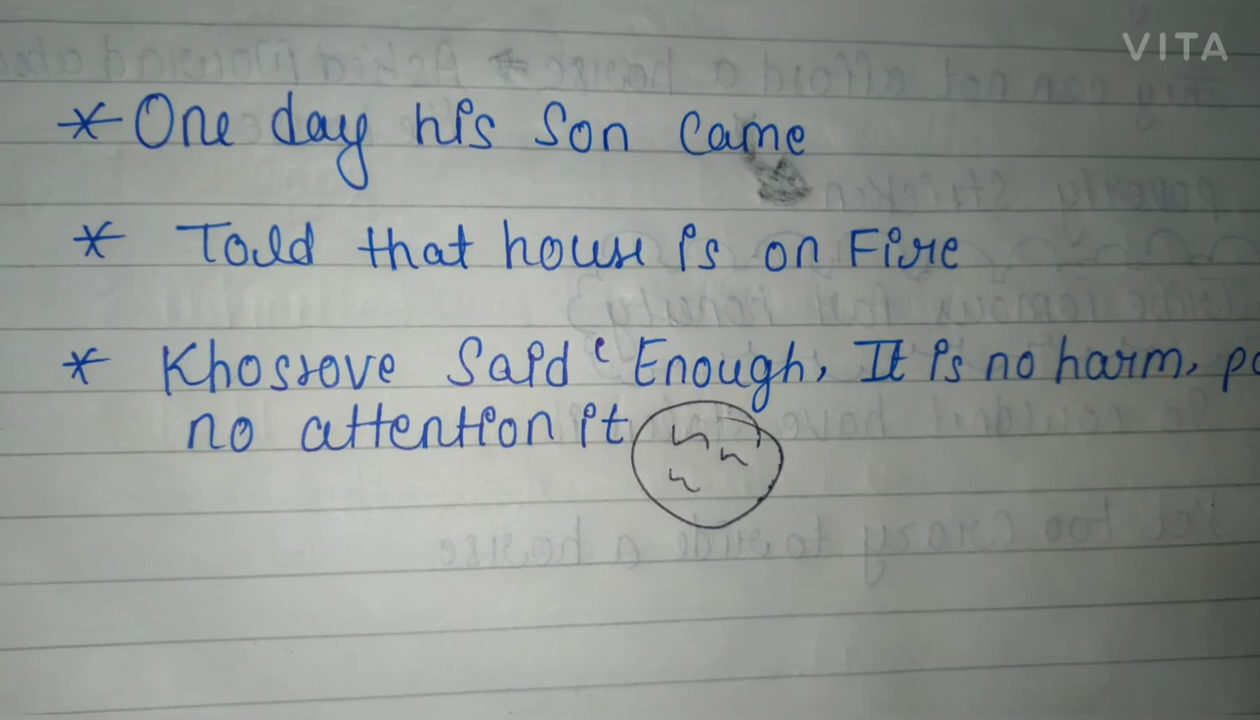 VITA
* One day his Son Came
* Told that house is on Fire
* Khosrove Said ‘Enough, It is no harm,
no attention it